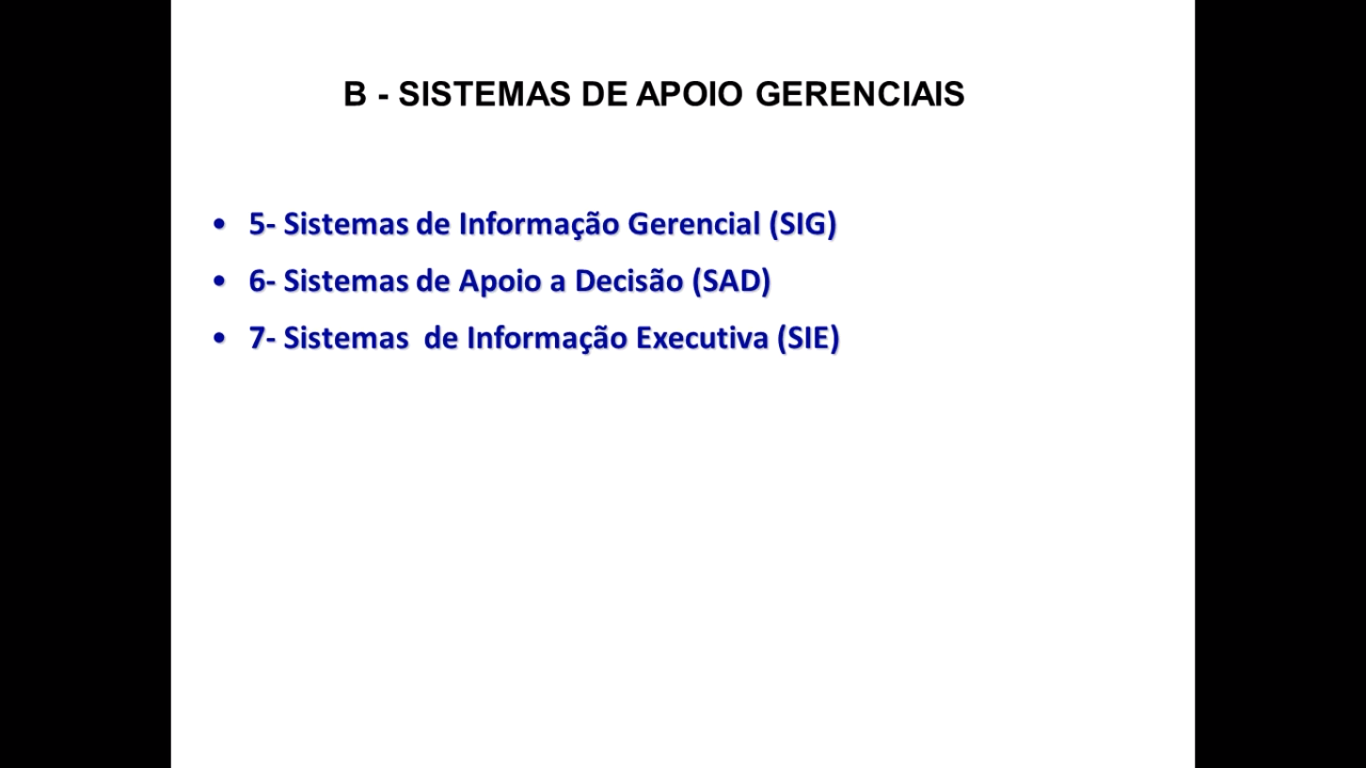 B - SISTEMAS DE APOIO GERENCIAIS
• 5- Sistemas de Informação Gerencial (SIG)
• 6- Sistemas de Apoio a Decisão (SAD)
• 7- Sistemas  de Informação Executiva (SIE)